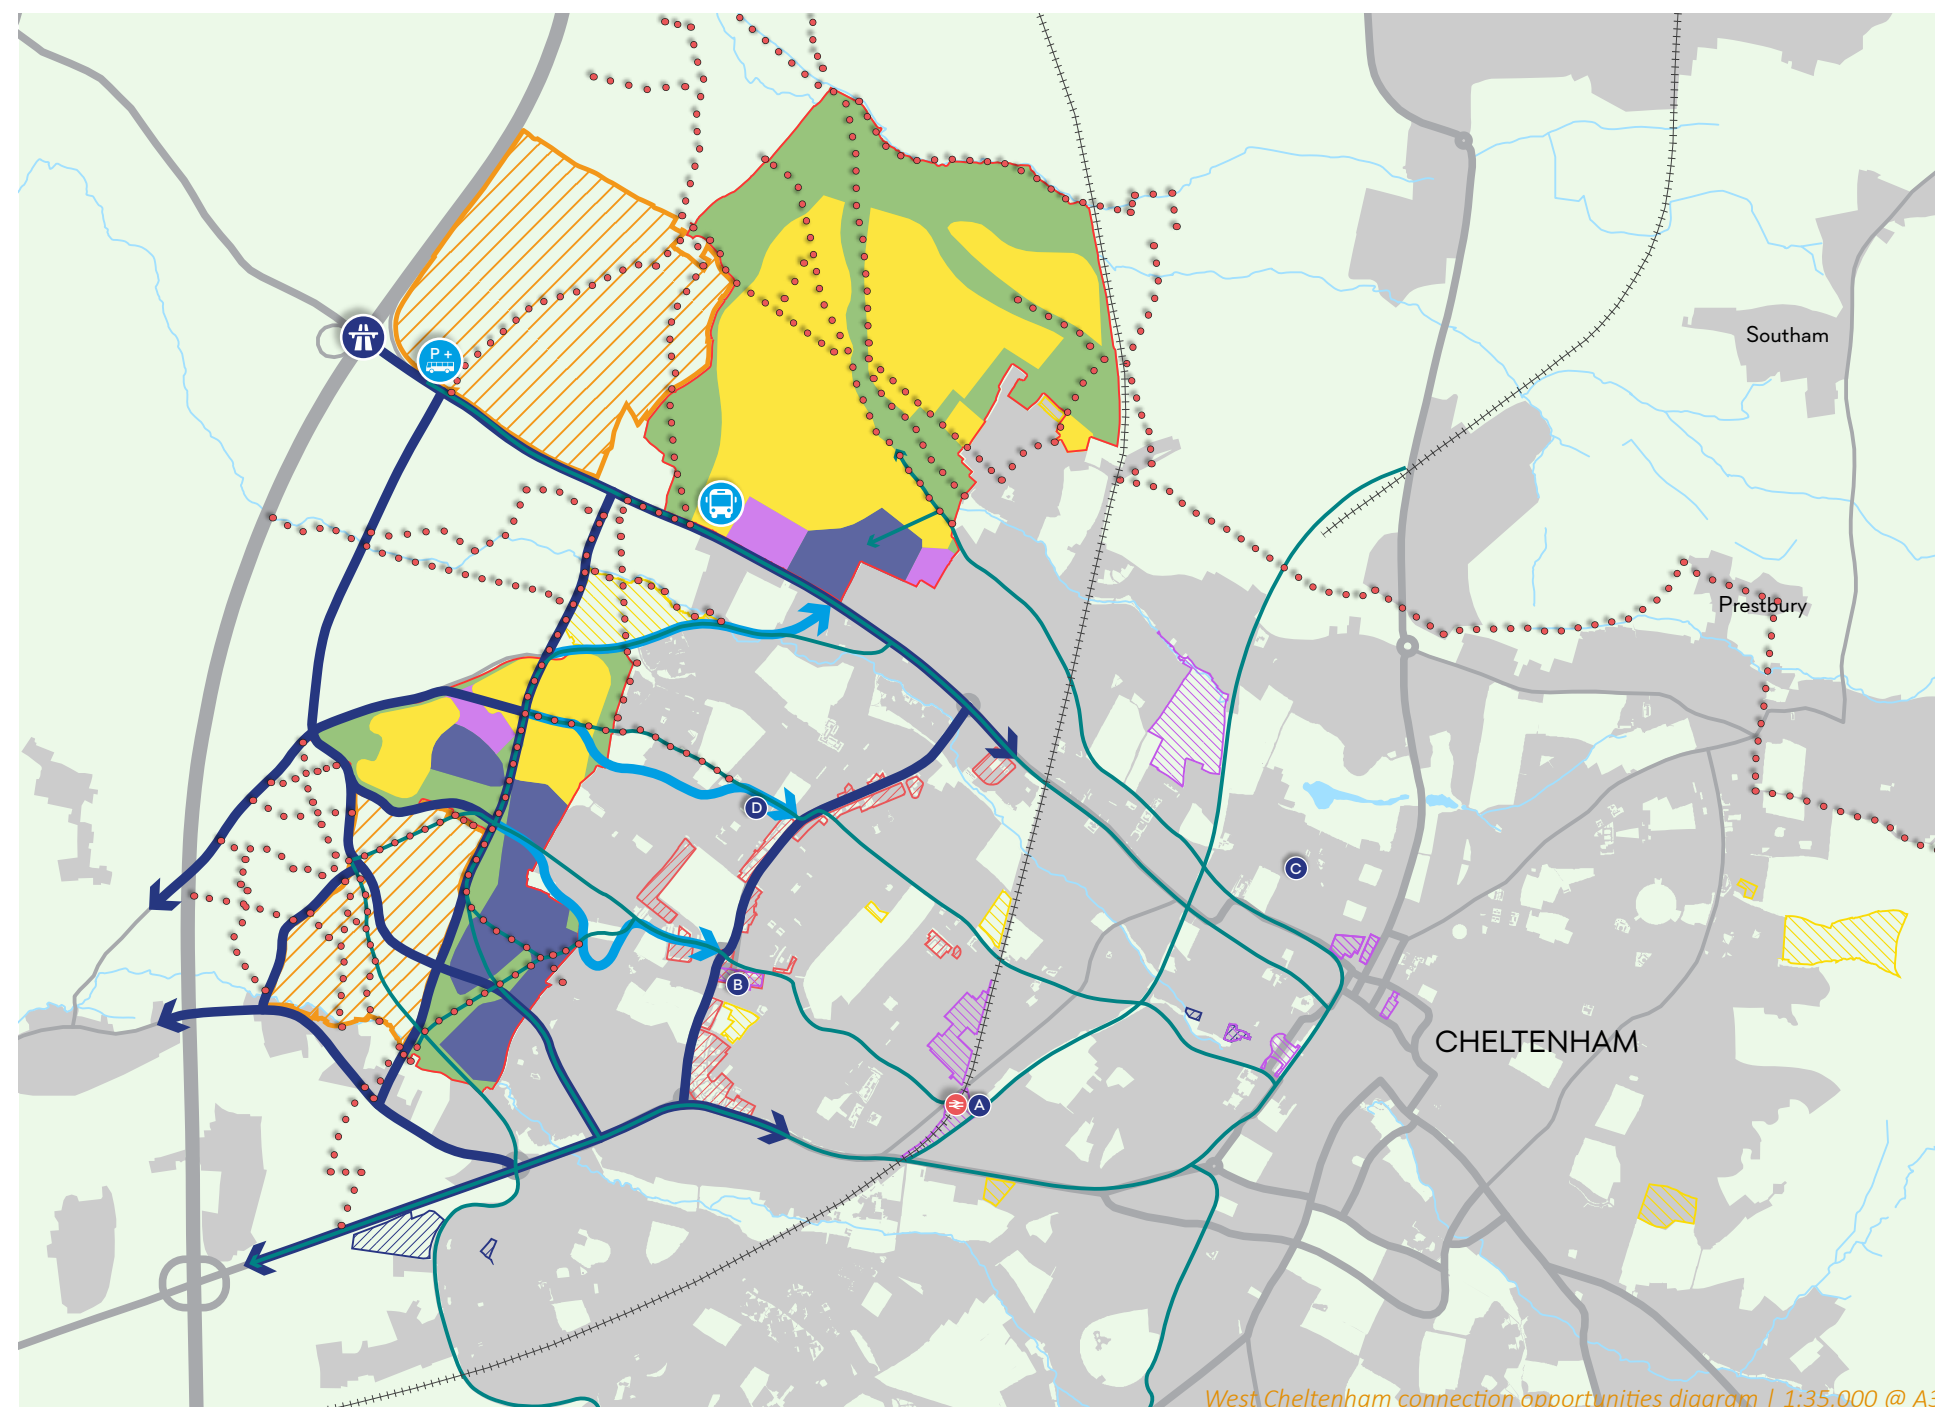 Southam
P +
Prestbury
D
C
B
CHELTENHAM
A
West Cheltenham connection opportunities diagram | 1:35,000 @ A3